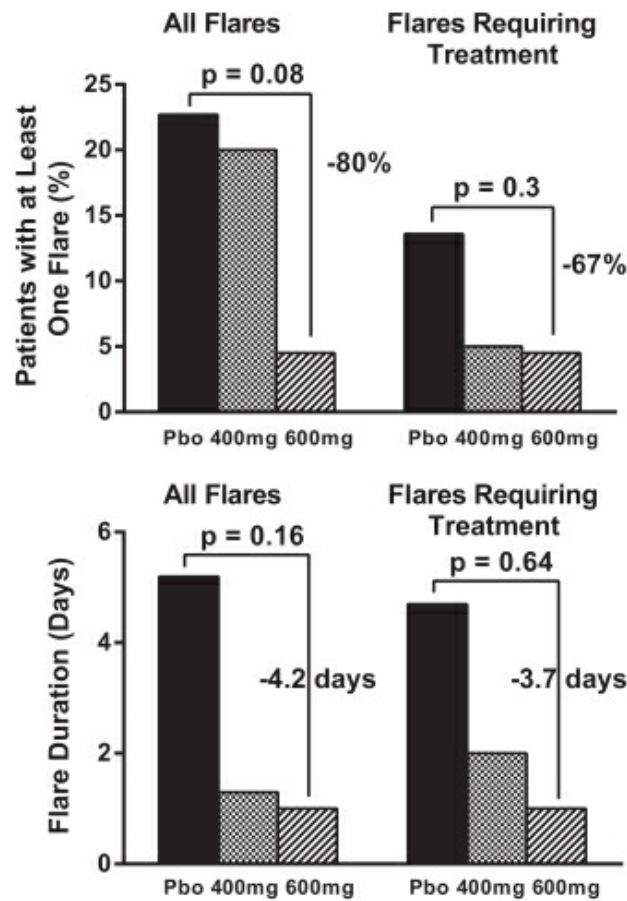 All Flares
Flares Requiring
Treatment
p = 0.08
-80%
p = 0.3
-67%
Patients with at Least
One Flare (%)
25
20
15
10
5
0
Pbo 400mg 600mg
Pbo 400mg 600mg
All Flares
Flares Requiring
Treatment
p = 0.16
p = 0.64
-4.2 days
-3.7 days
Flare Duration (Days)
6
4
2
0
Pbo 400mg 600mg
Pbo 400mg 600mg